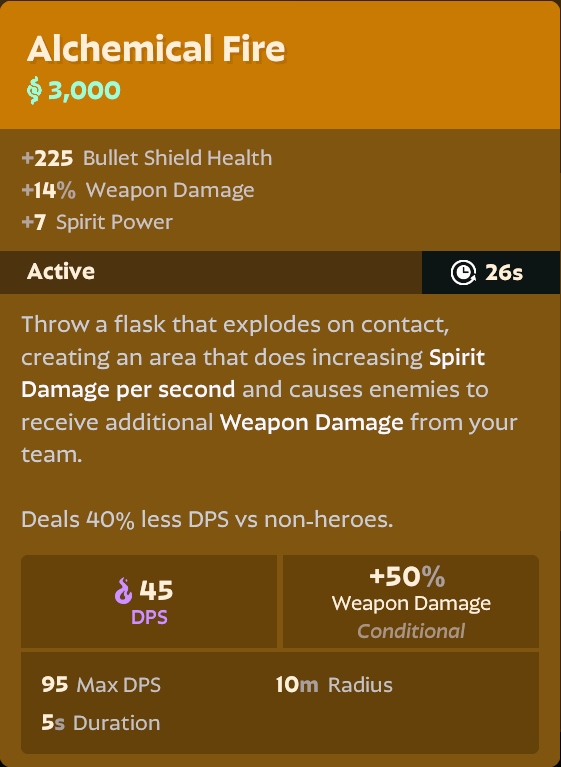 Alchemical Fire
3,000
+225 Bullet Shield Health
+14% Weapon Damage
+7 Spirit Power
Active 26s
Throw a flask that explodes on contact,
creating an area that does increasing Spirit
Damage per second and causes enemies to
receive additional Weapon Damage from your
team.
Deals 40% less DPS vs non-heroes.
45
DPS
+50%
Weapon Damage
Conditional
95 Max DPS 10m Radius
5s Duration